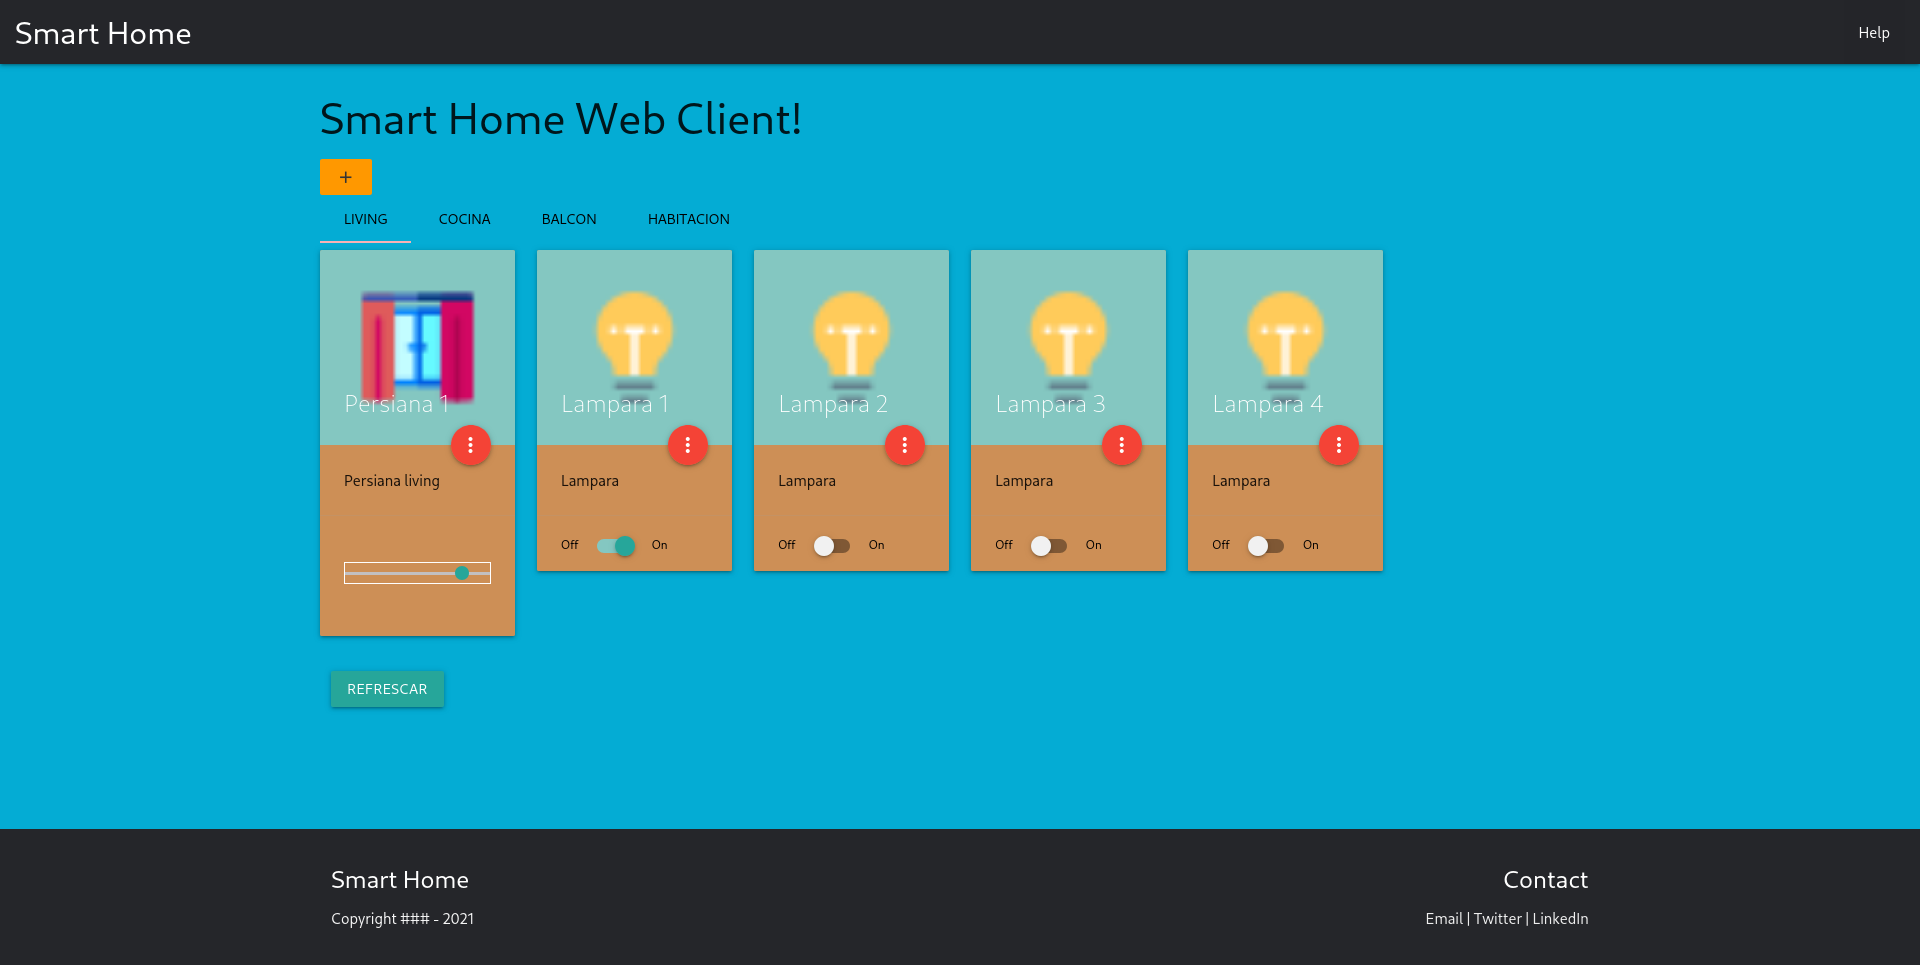 Smart Home
Help
Smart Home Web Client!
+
LIVING COCINA BALCON HABITACION
Persiana 1
Persiana living
Lampara 1
Lampara
Off On
Lampara 2
Lampara
Off On
Lampara 3
Lampara
Off On
Lampara 4
Lampara
Off On
REFRESCAR
Smart Home
Copyright ### - 2021
Contact
Email | Twitter | LinkedIn